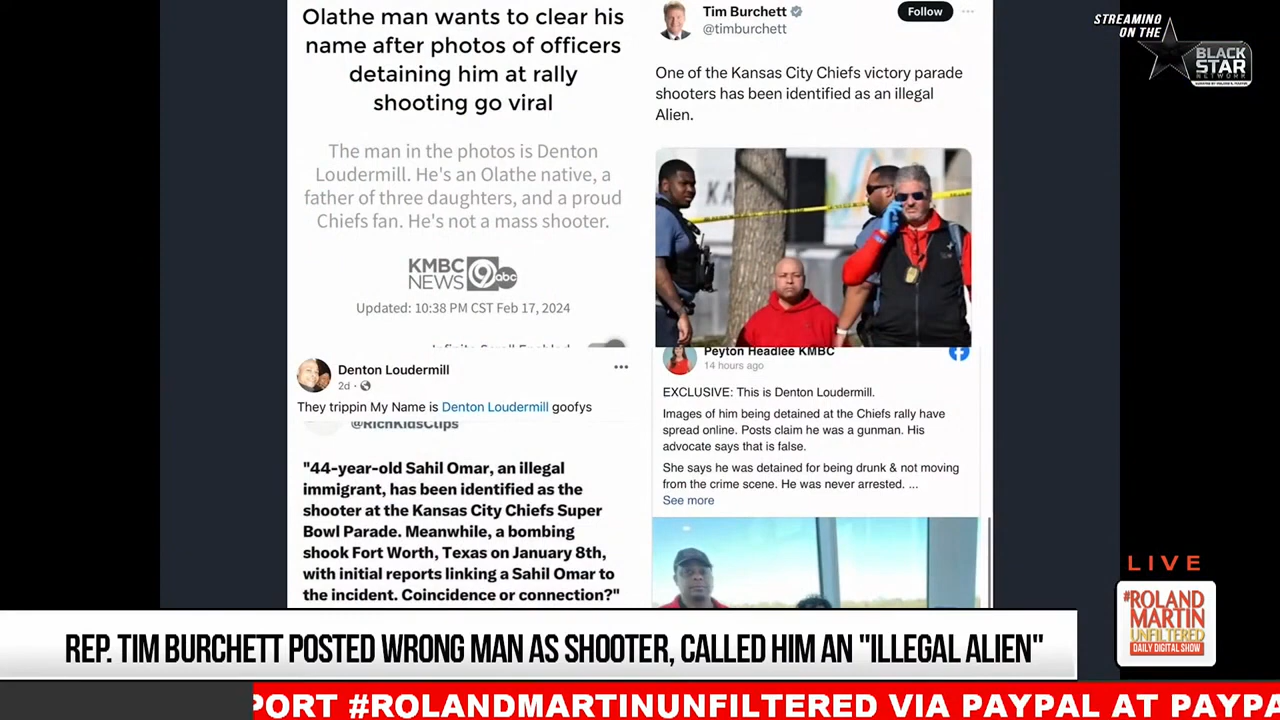 Olathe man wants to clear his
name after photos of officers
detaining him at rally
shooting go viral
The man in the photos is Denton
Loudermill. He's an Olathe native, a
father of three daughters, and a proud
Chiefs fan. He's not a mass shooter.
KMBC
NEWS 9 abc
Updated: 10:38 PM CST Feb 17, 2024
Denton Loudermill
2d
They trippin My Name is Denton Loudermill goofys
@RichKidsClips
"44-year-old Sahil Omar, an illegal
immigrant, has been identified as the
shooter at the Kansas City Chiefs Super
Bowl Parade. Meanwhile, a bombing
shook Fort Worth, Texas on January 8th,
with initial reports linking a Sahil Omar to
the incident. Coincidence or connection?"
Tim Burchett
Follow
@timburchett
One of the Kansas City Chiefs victory parade
shooters has been identified as an illegal
Alien.
KA
Peyton Headlee KMBC
14 hours ago
EXCLUSIVE: This is Denton Loudermill.
Images of him being detained at the Chiefs rally have
spread online. Posts claim he was a gunman. His
advocate says that is false.
She says he was detained for being drunk & not moving
from the crime scene. He was never arrested. ...
See more
STREAMING
ON THE
BLACK
STAR
NETWORK
LIVE
#ROLAND
MARTIN
UNFILTERED
DAILY DIGITAL SHOW
REP. TIM BURCHETT POSTED WRONG MAN AS SHOOTER, CALLED HIM AN "ILLEGAL ALIEN"
PORT #ROLANDMARTINUNFILTERED VIA PAYPAL AT PAYPA